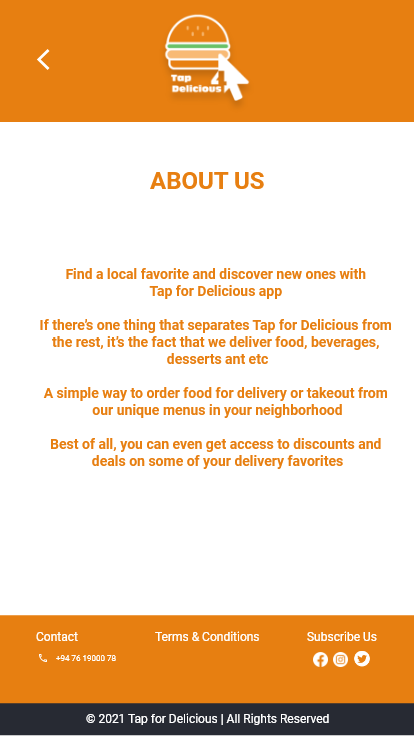 Tap
Delicious
ABOUT US
Find a local favorite and discover new ones with
Tap for Delicious app
If there's one thing that separates Tap for Delicious from
the rest, it's the fact that we deliver food, beverages,
desserts ant etc
A simple way to order food for delivery or takeout from
our unique menus in your neighborhood
Best of all, you can even get access to discounts and
deals on some of your delivery favorites
Contact Terms & Conditions Subscribe Us
+94 76 19000 78
© 2021 Tap for Delicious | All Rights Reserved